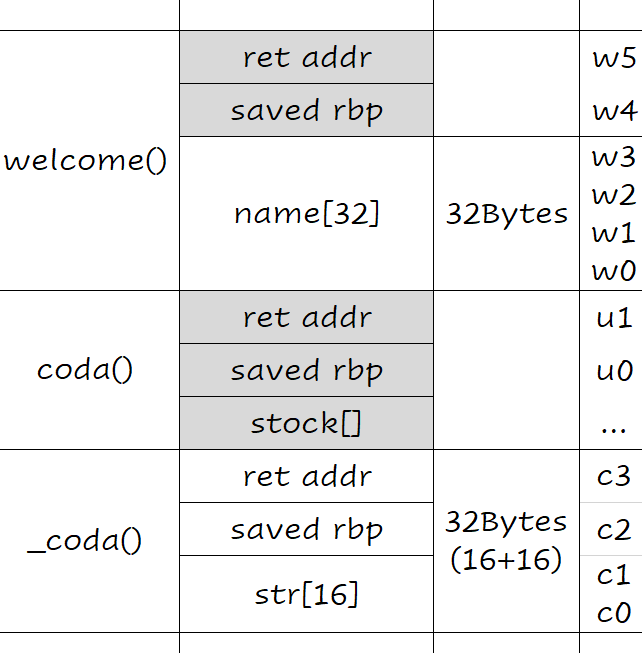 ret addr
w5
saved rbp
w4
welcome()
name[32]
32Bytes
w3
w2
w1
w0
ret addr
u1
coda()
saved rbp
u0
stock[]
...
ret addr
c3
_coda()
saved rbp
32Bytes
(16+16)
c2
str[16]
c1
c0